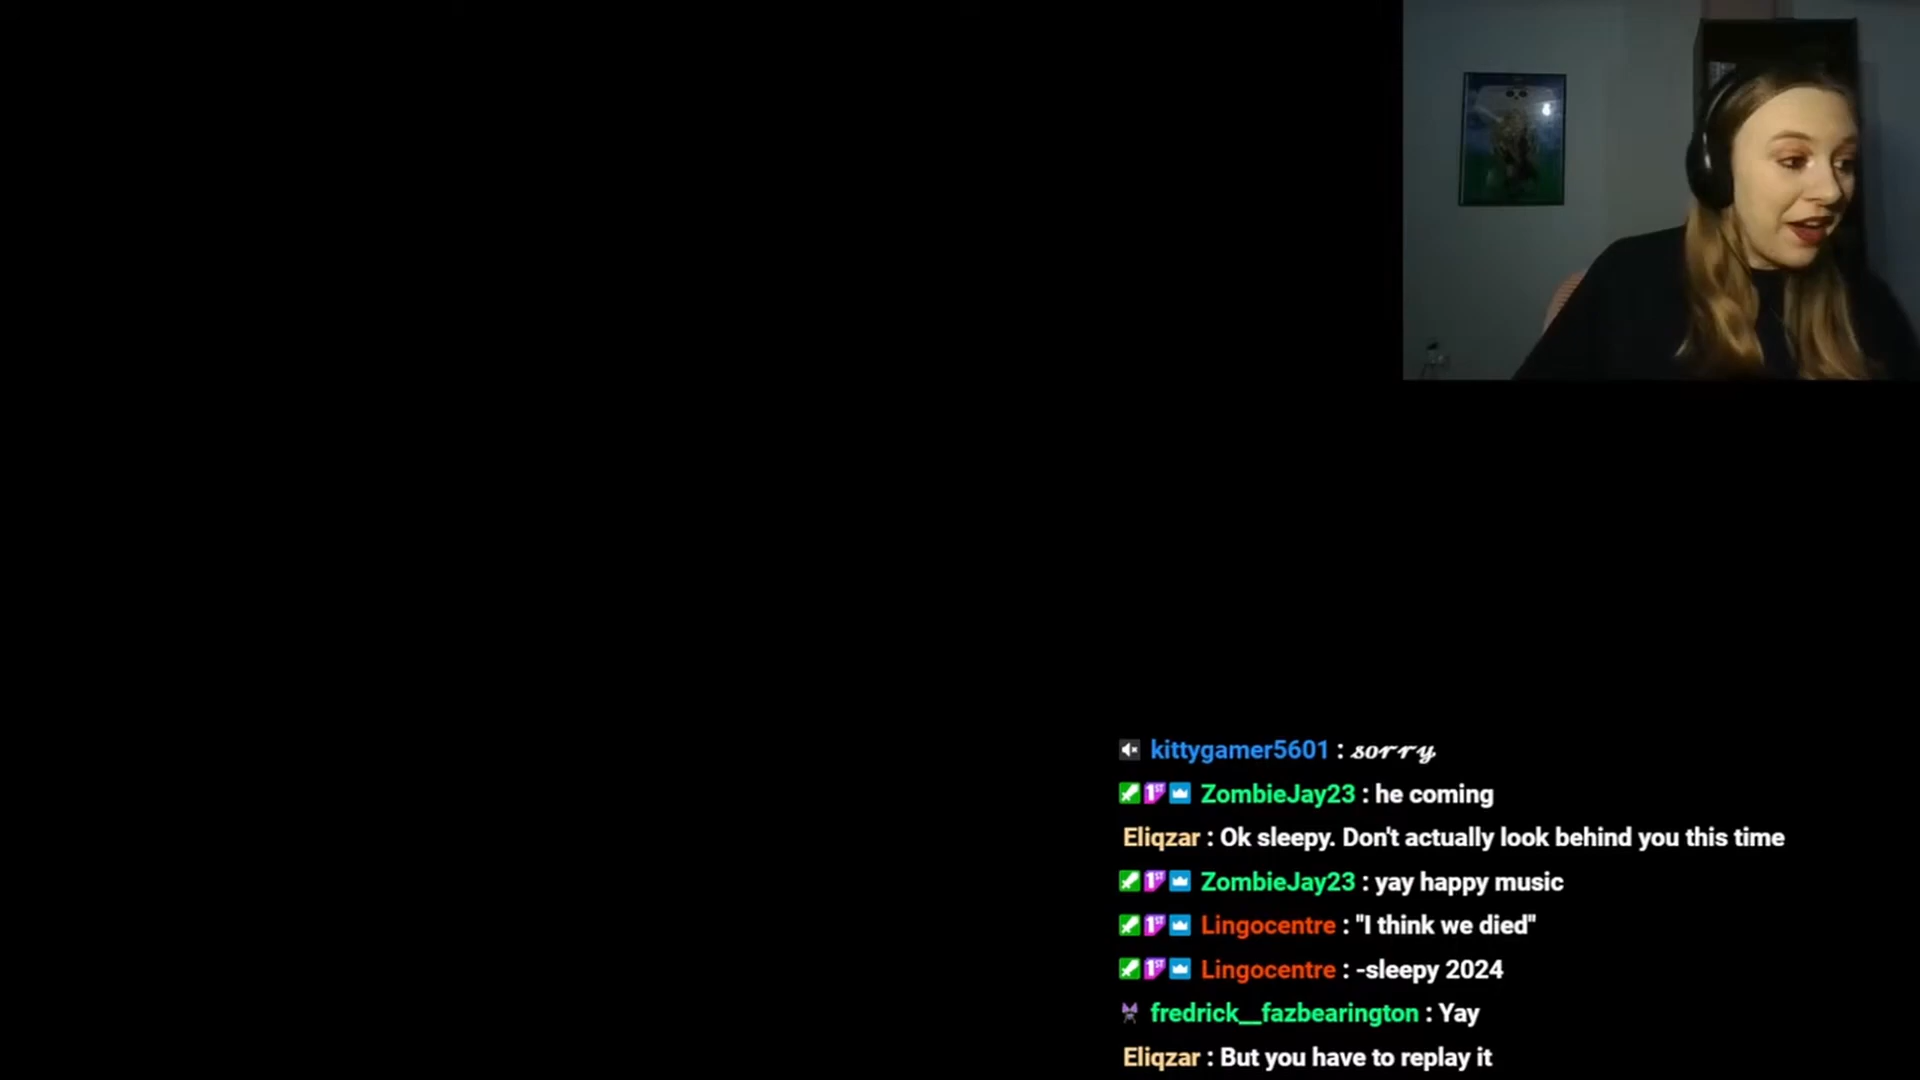 kittygamer5601 : 𝓼𝓸𝓻𝓻𝔂
ZombieJay23 : he coming
Eliqzar : Ok sleepy. Don't actually look behind you this time
ZombieJay23 : yay happy music
Lingocentre : "I think we died"
Lingocentre : -sleepy 2024
fredrick__fazbearington : Yay
Eliqzar : But you have to replay it